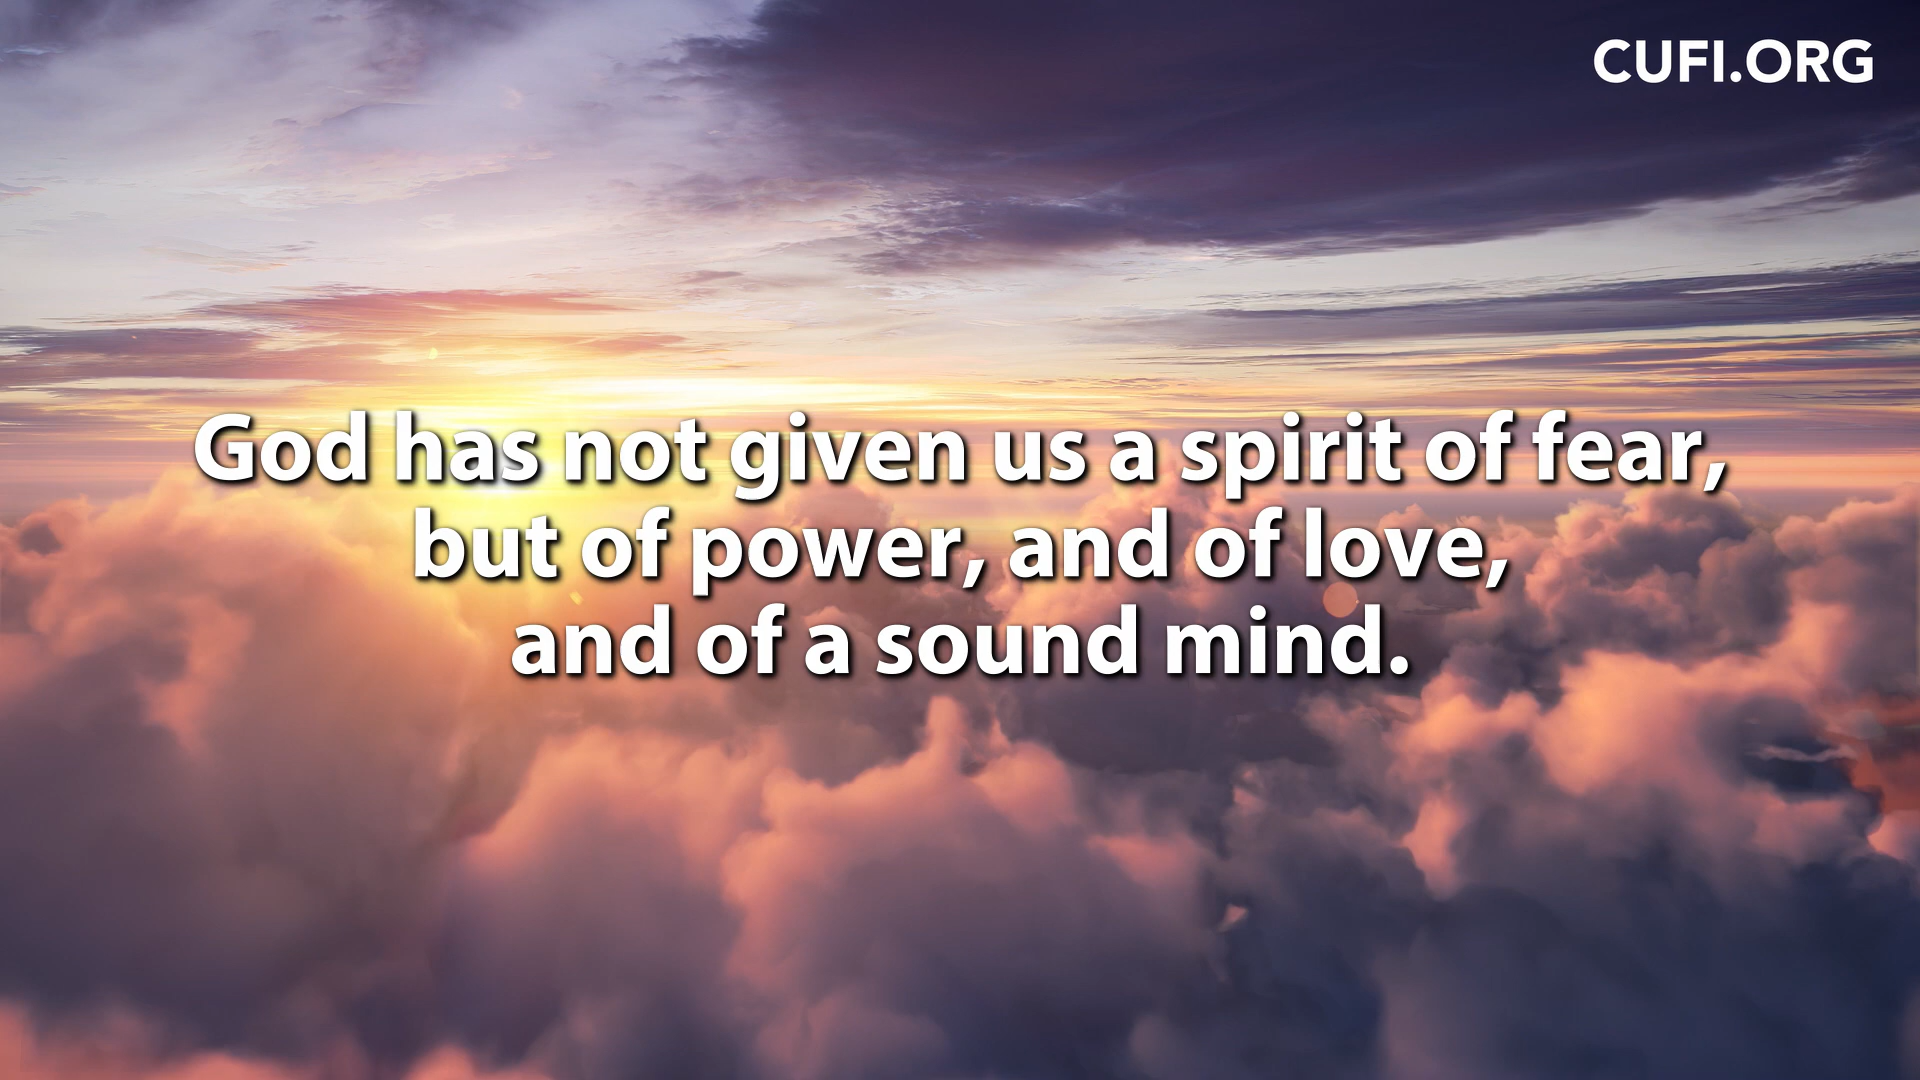 CUFI.ORG
God has not given us a spirit of fear,
but of power, and of love,
and of a sound mind.